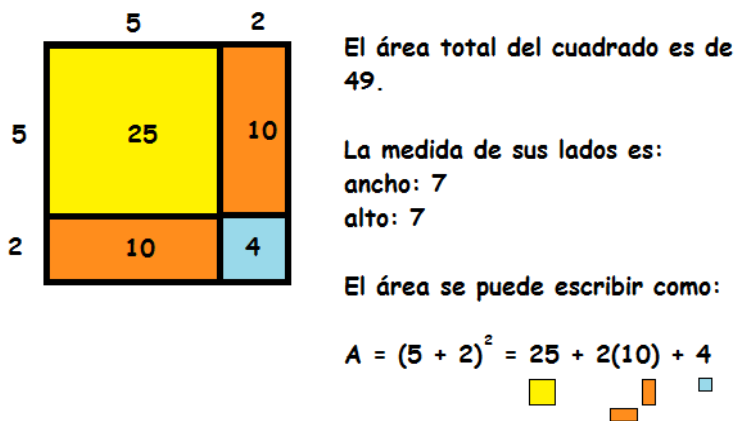 5 2
5 25 10
2 10 4
El área total del cuadrado es de
49.
La medida de sus lados es:
ancho: 7
alto: 7
El área se puede escribir como:
A = (5 + 2)² = 25 + 2(10) + 4